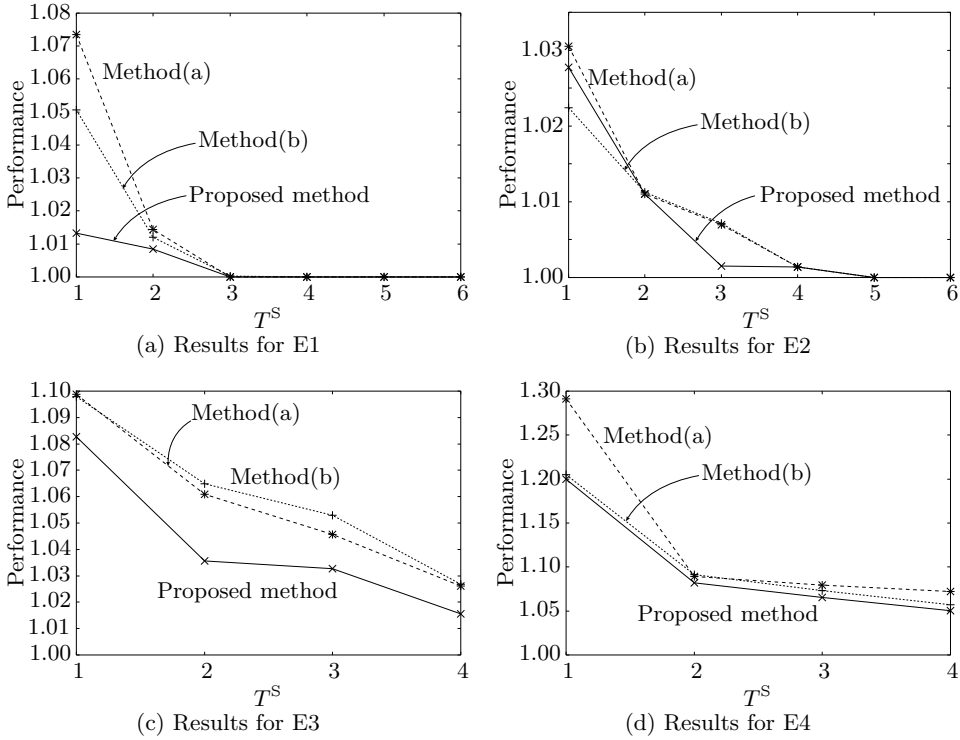 1.08
1.07
1.06
1.05
1.04
1.03
1.02
1.01
1.00
Performance
Method(a)
Method(b)
Proposed method
1 2 3 4 5 6
T^S
(a) Results for E1
1.03
1.02
1.01
1.00
Performance
Method(a)
Method(b)
Proposed method
1 2 3 4 5 6
T^S
(b) Results for E2
1.10
1.09
1.08
1.07
1.06
1.05
1.04
1.03
1.02
1.01
1.00
Performance
Method(a)
Method(b)
Proposed method
1 2 3 4
T^S
(c) Results for E3
1.30
1.25
1.20
1.15
1.10
1.05
1.00
Performance
Method(a)
Method(b)
Proposed method
1 2 3 4
T^S
(d) Results for E4